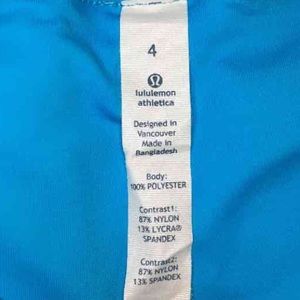 4
lululemon
athletica
Designed in
Vancouver
Made in
Bangladesh
Body:
100% POLYESTER
Contrast1:
87% NYLON
13% LYCRA®
SPANDEX
Contrast2:
87% NYLON
13% SPANDEX